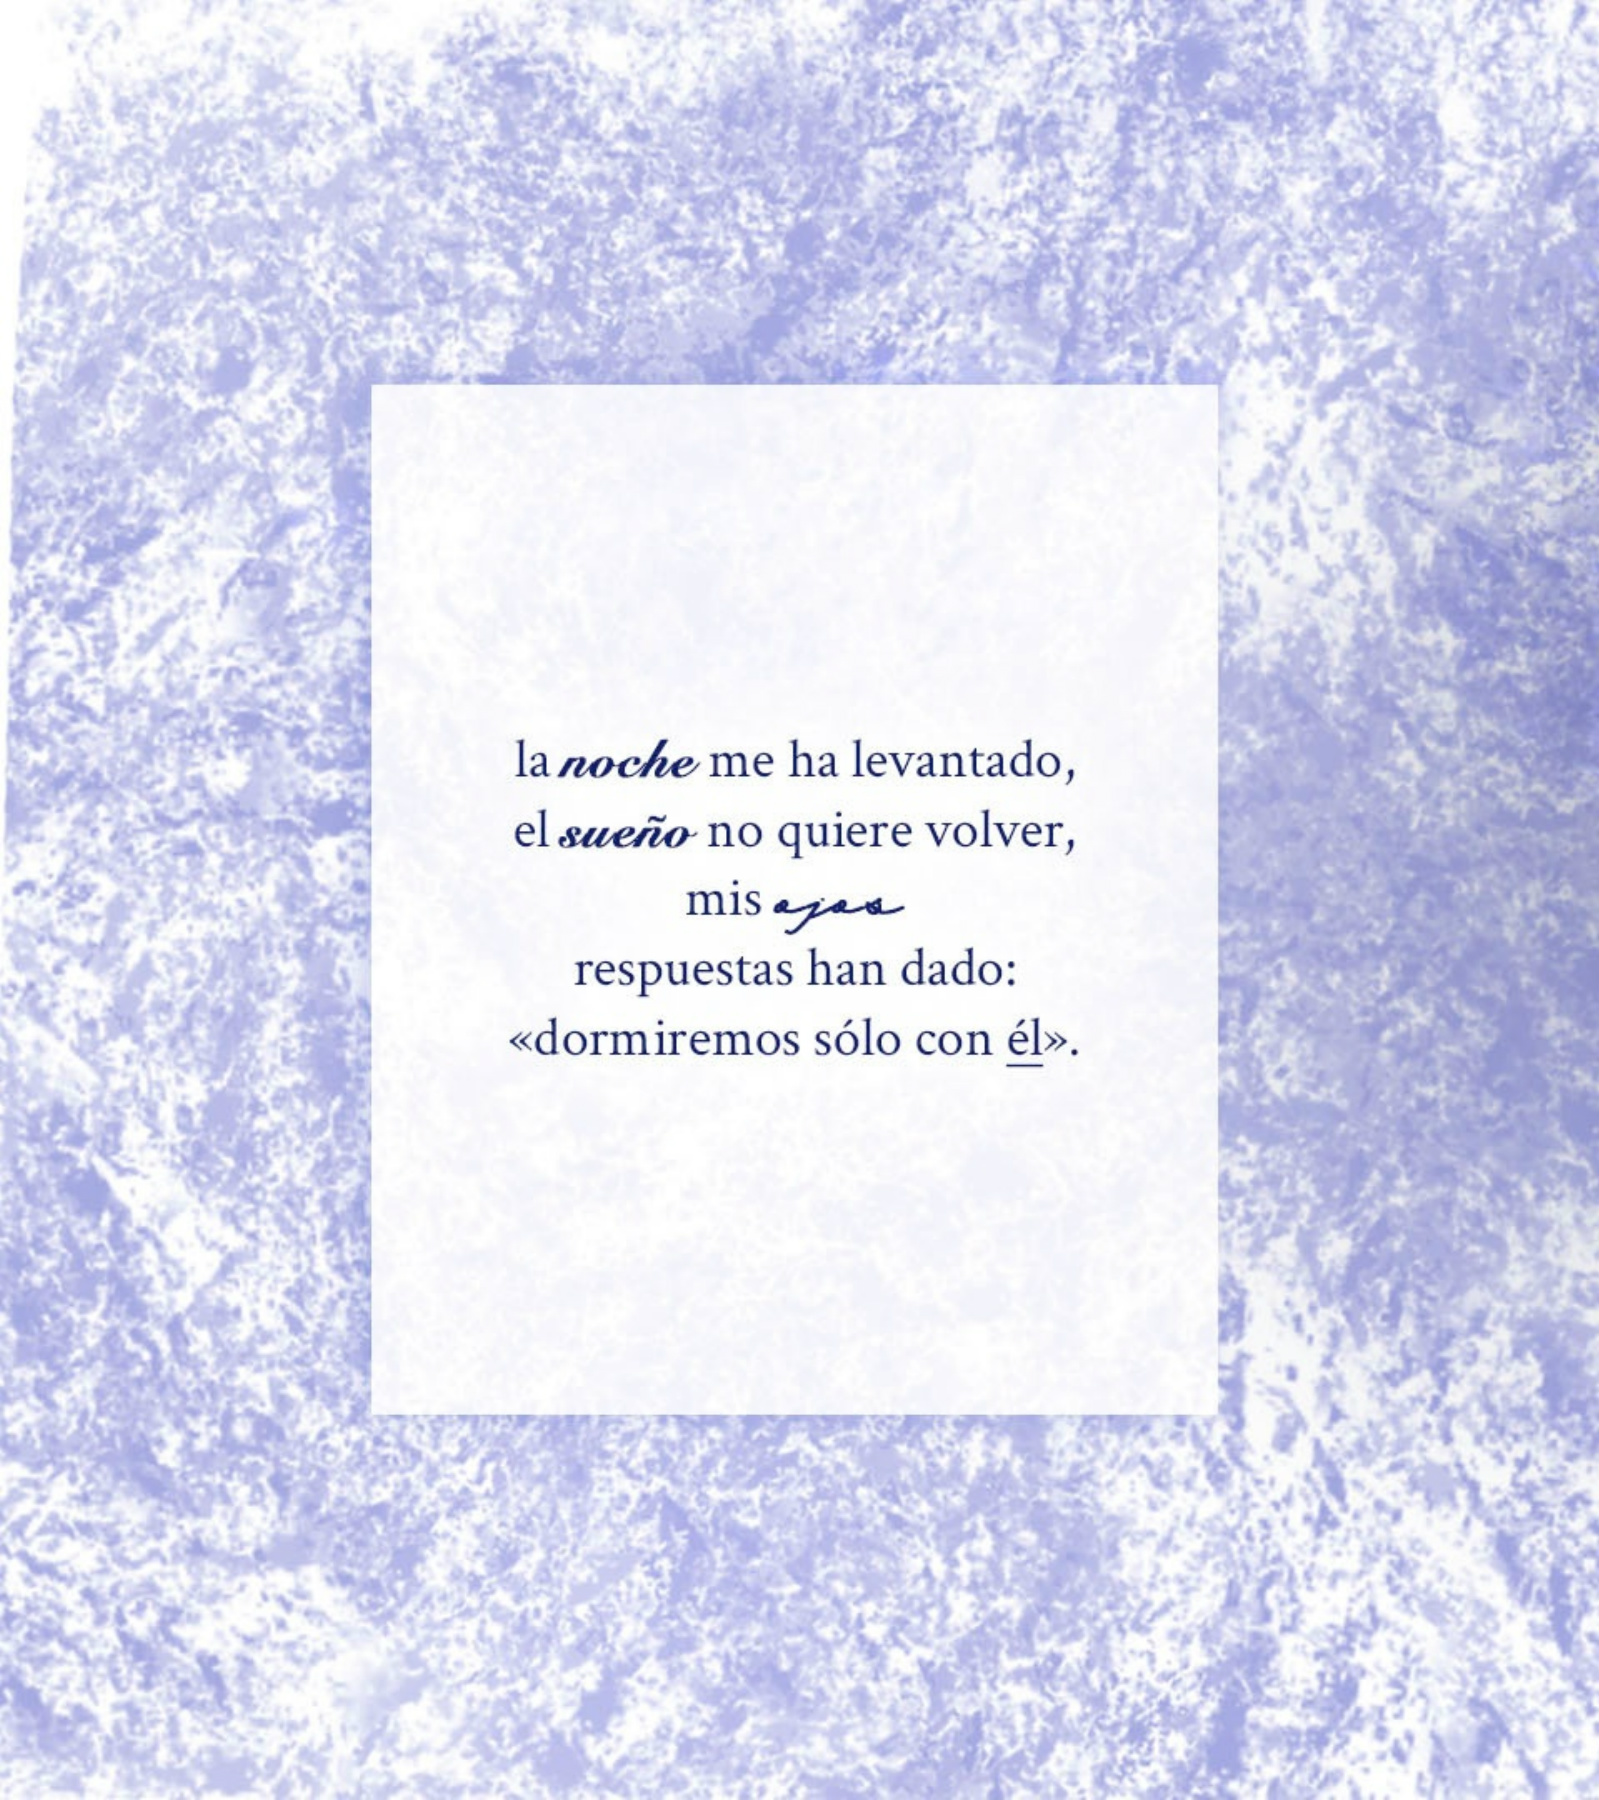 la noche me ha levantado,
el sueño no quiere volver,
mis ojos
respuestas han dado:
«dormiremos sólo con él».